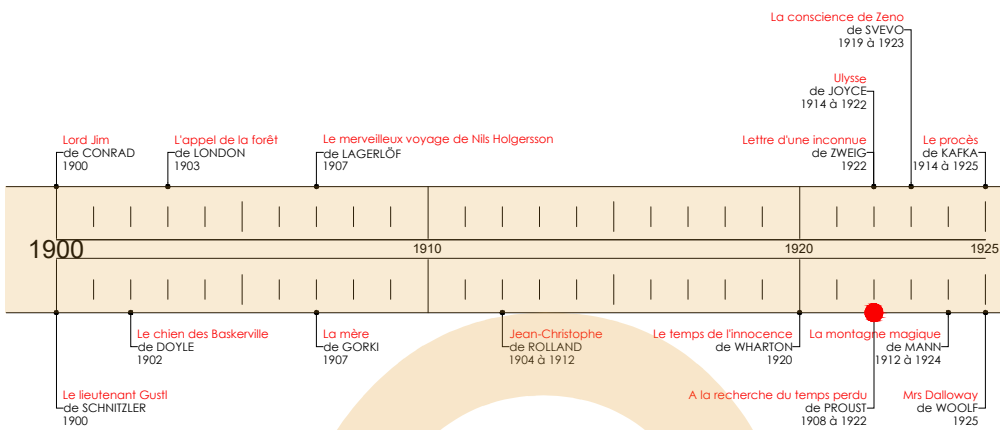 La conscience de Zeno
de SVEVO
1919 à 1923
Ulysse
de JOYCE
1914 à 1922
Lord Jim
de CONRAD
1900
L'appel de la forêt
de LONDON
1903
Le merveilleux voyage de Nils Holgersson
de LAGERLÖF
1907
Lettre d'une inconnue
de ZWEIG
1922
Le procès
de KAFKA
1914 à 1925
1900
1910
1920
1925
Le chien des Baskerville
de DOYLE
1902
La mère
de GORKI
1907
Jean-Christophe
de ROLLAND
1904 à 1912
Le temps de l'innocence
de WHARTON
1920
La montagne magique
de MANN
1912 à 1924
Le lieutenant Gustl
de SCHNITZLER
1900
A la recherche du temps perdu
de PROUST
1908 à 1922
Mrs Dalloway
de WOOLF
1925